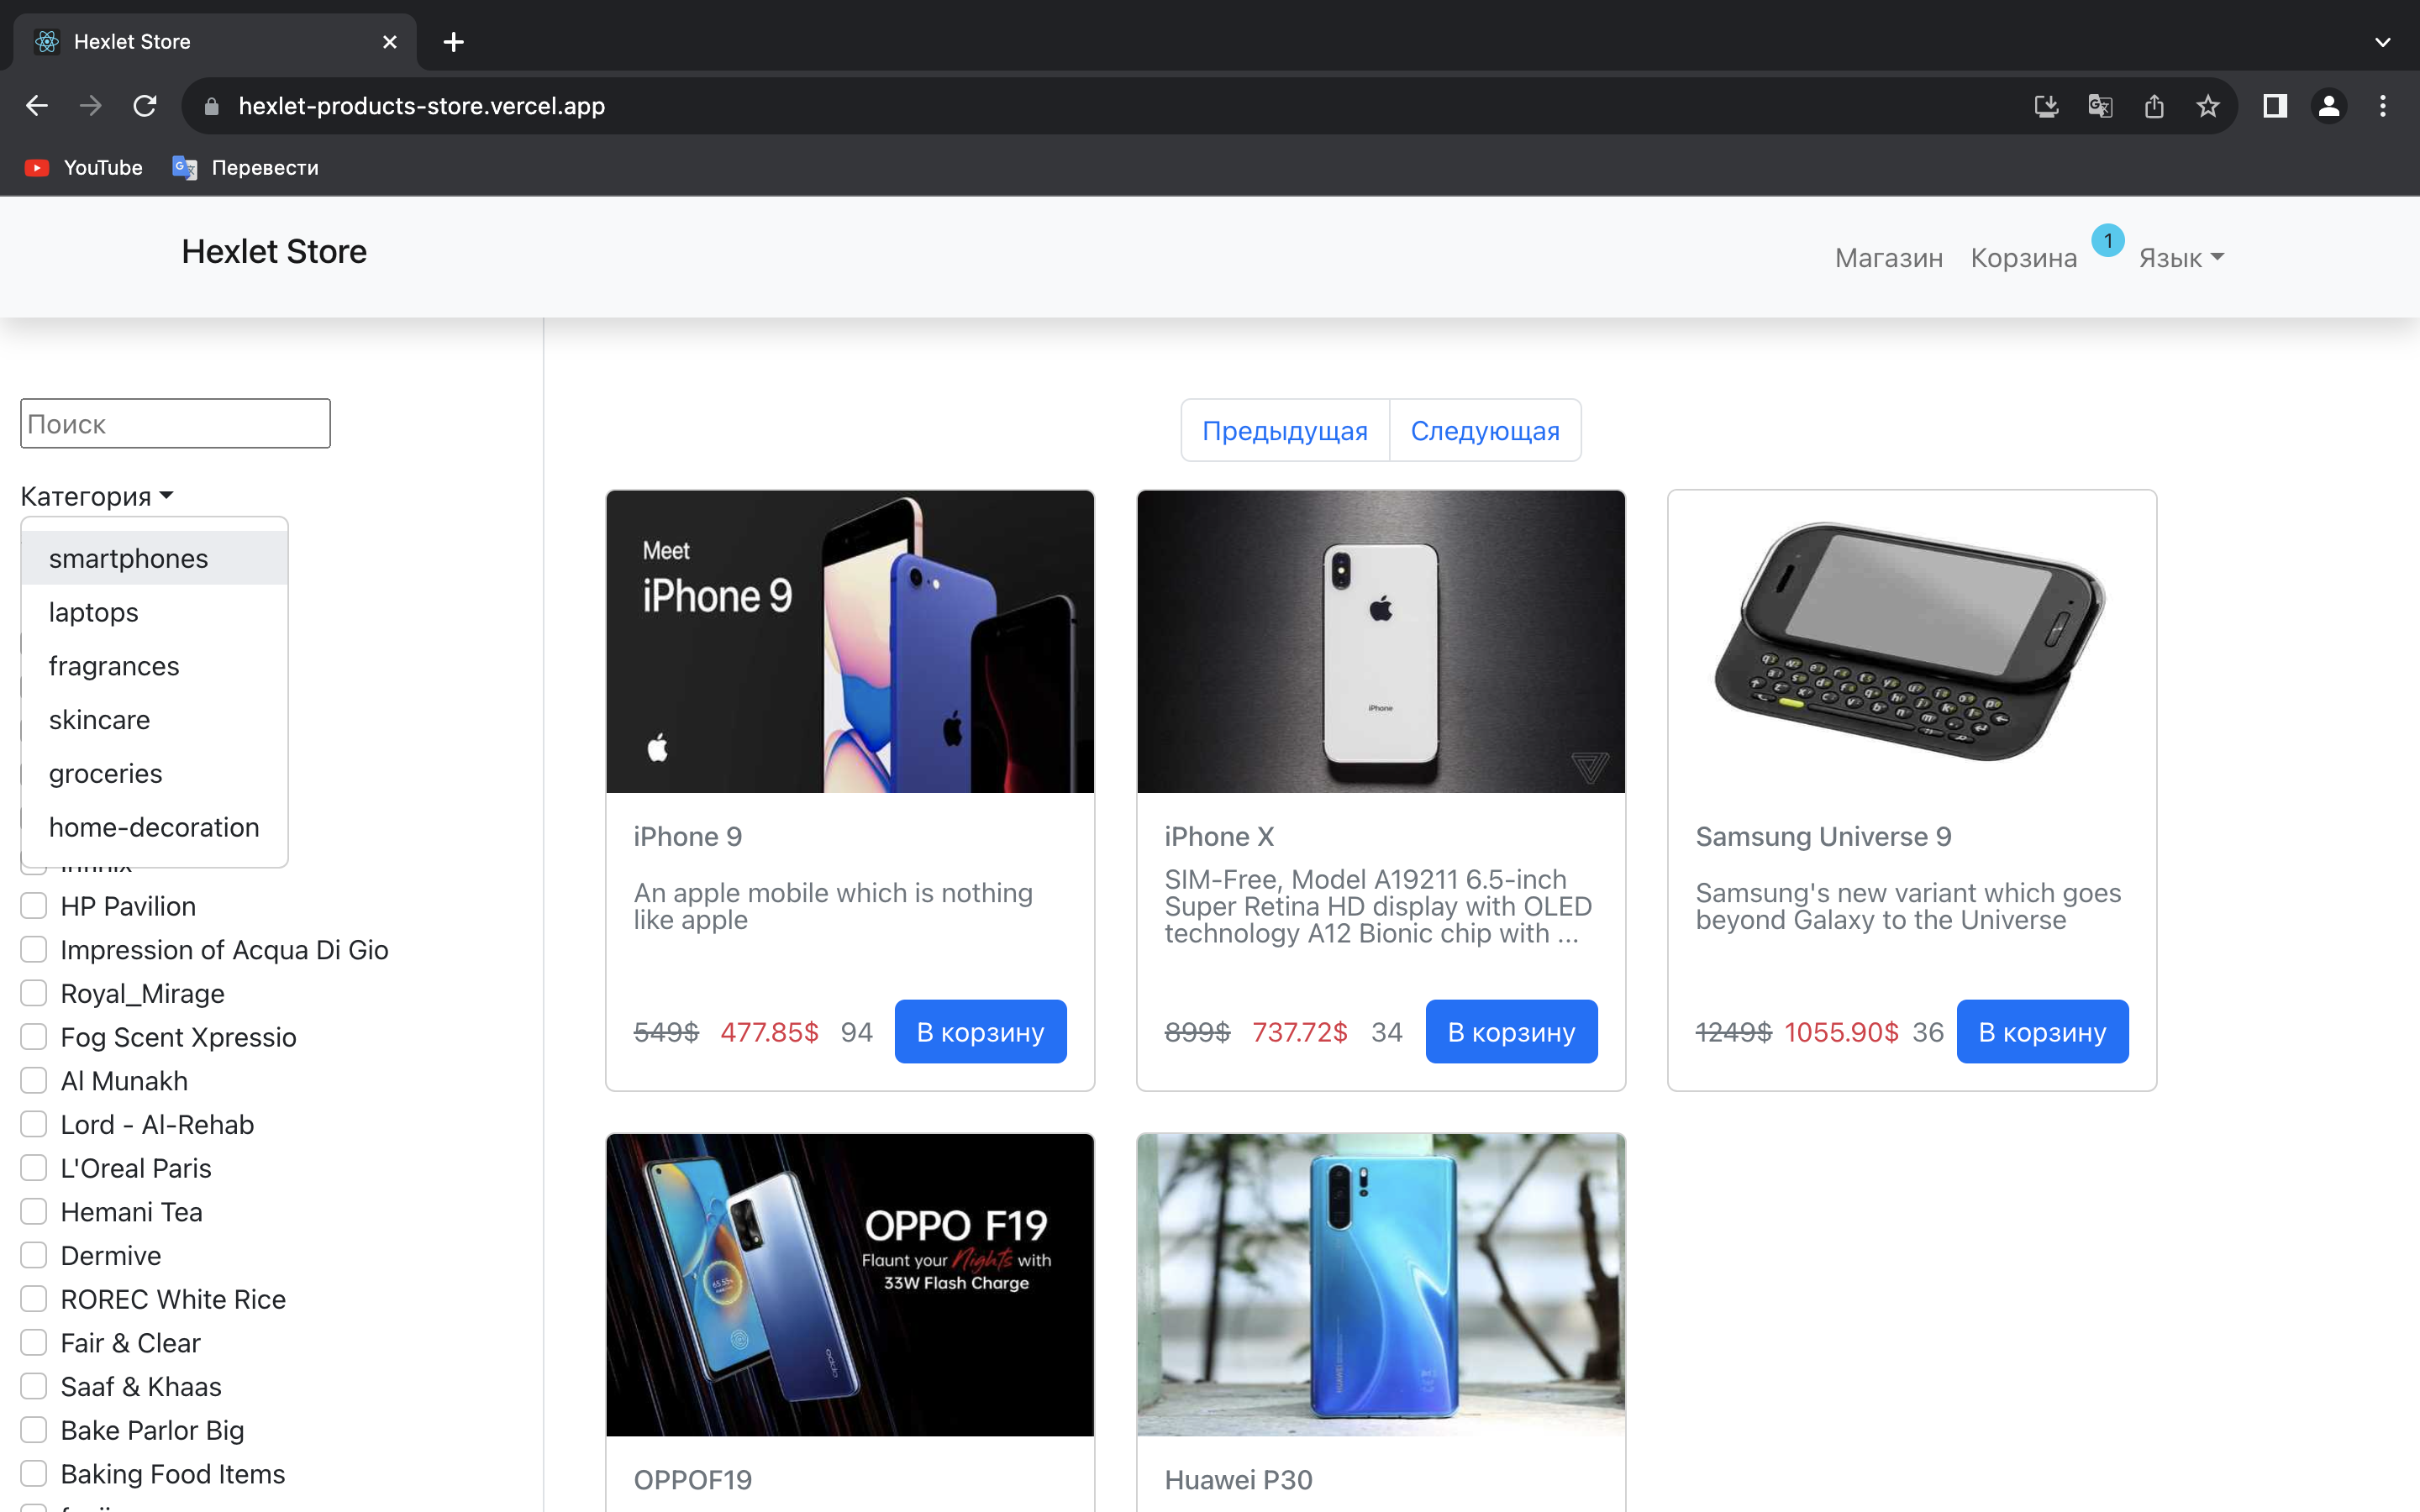 Hexlet Store
hexlet-products-store.vercel.app
YouTube
Перевести
Hexlet Store
Магазин
Корзина
1
Язык
Поиск
Категория
smartphones
laptops
fragrances
skincare
groceries
home-decoration
HP Pavilion
Impression of Acqua Di Gio
Royal_Mirage
Fog Scent Xpressio
Al Munakh
Lord - Al-Rehab
L'Oreal Paris
Hemani Tea
Dermive
ROREC White Rice
Fair & Clear
Saaf & Khaas
Bake Parlor Big
Baking Food Items
Предыдущая
Следующая
Meet
iPhone 9
iPhone 9
An apple mobile which is nothing
like apple
549$ 477.85$ 94 В корзину
iPhone
iPhone X
SIM-Free, Model A19211 6.5-inch
Super Retina HD display with OLED
technology A12 Bionic chip with ...
899$ 737.72$ 34 В корзину
Samsung Universe 9
Samsung's new variant which goes
beyond Galaxy to the Universe
1249$ 1055.90$ 36 В корзину
OPPO F19
Flaunt your Nights with
33W Flash Charge
oppo
OPPOF19
HUAWEI
Huawei P30